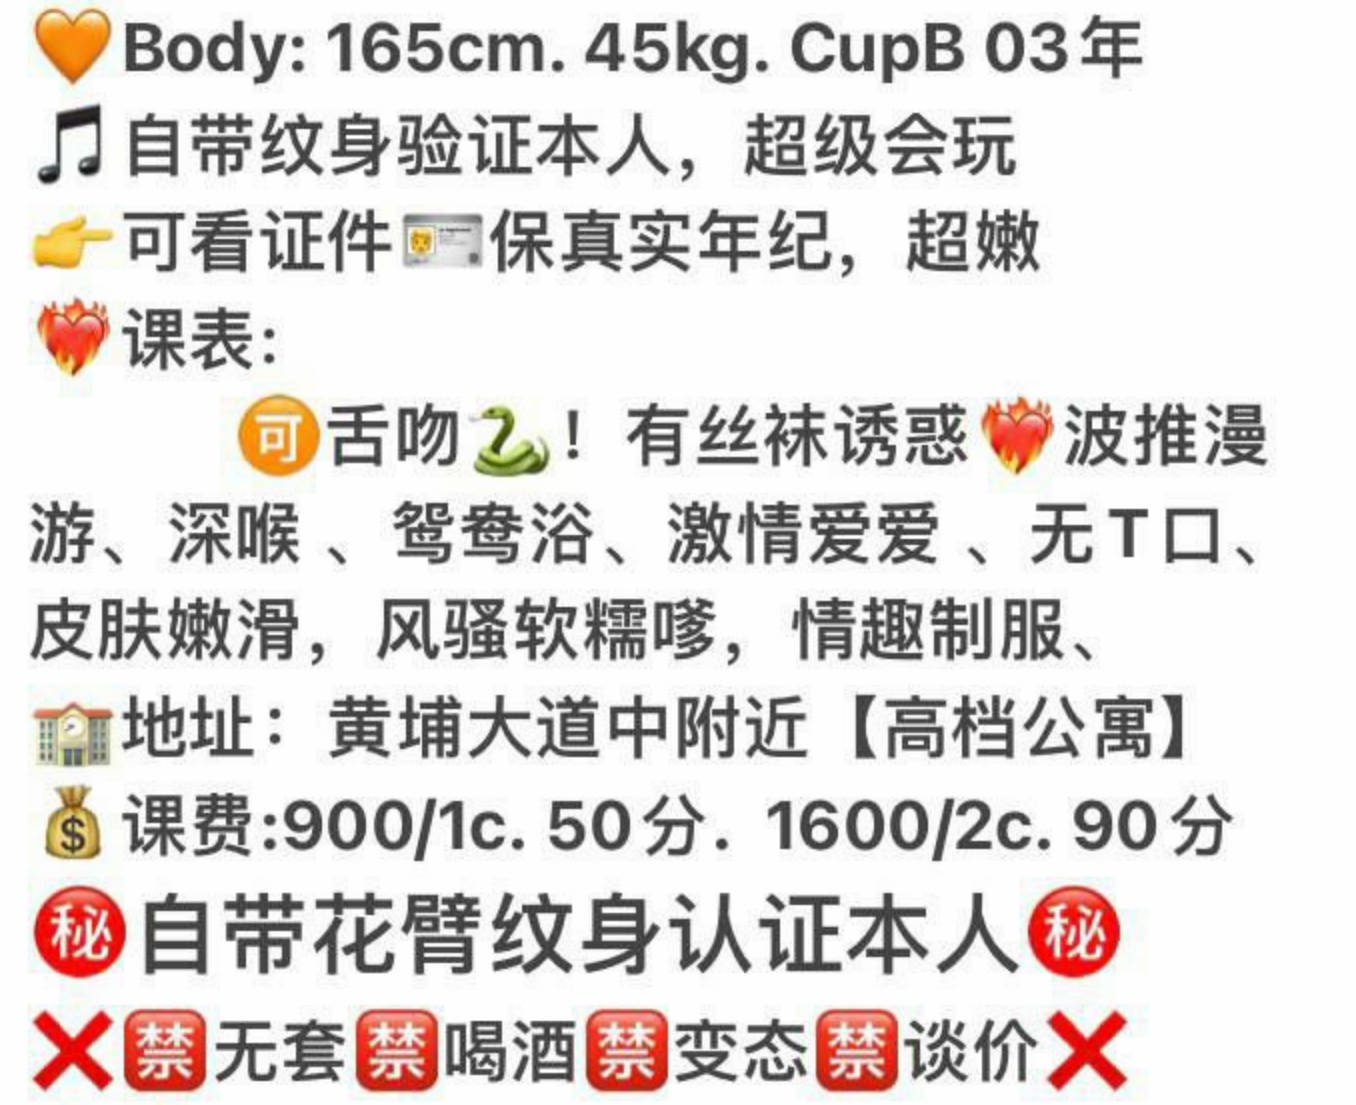 🧡Body: 165cm. 45kg. CupB 03年
🎵自带纹身验证本人，超级会玩
👉可看证件🪪保真实年纪，超嫩
❤️‍🔥课表:
🉑舌吻🐍！有丝袜诱惑❤️‍🔥波推漫
游、深喉 、鸳鸯浴、激情爱爱 、无T口、
皮肤嫩滑，风骚软糯嗲，情趣制服、
🏫地址：黄埔大道中附近【高档公寓】
💰课费:900/1c. 50分. 1600/2c. 90分
㊙️自带花臂纹身认证本人㊙️
❌🈲无套🈲喝酒🈲变态🈲谈价❌